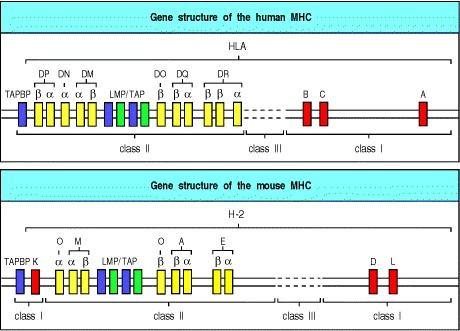 Gene structure of the human MHC
HLA
DP DN DM DO DQ DR
TAPBP β α α α β LMP/TAP β β α β β α B C A
class II class III class I
Gene structure of the mouse MHC
H-2
O M O A E
TAPBP K α α β LMP/TAP β β α β α D L
class I class II class III class I